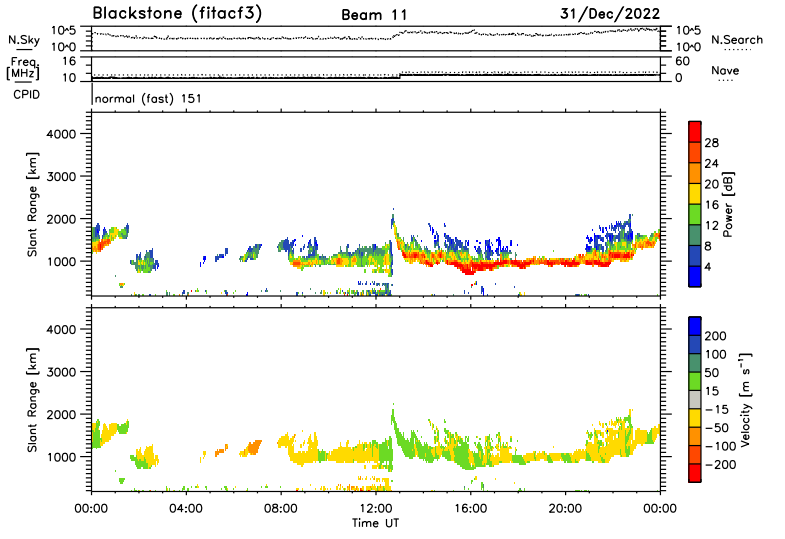 Blackstone (fitacf3) Beam 11 31/Dec/2022
N.Sky 10^5 10^0 10^5 10^0 N.Search
Freq. [MHz] 16 10 60 0 Nave
CPID normal (fast) 151
Slant Range [km] 4000 3000 2000 1000
Power [dB] 28 24 20 16 12 8 4
Slant Range [km] 4000 3000 2000 1000
Velocity [m s⁻¹] 200 100 50 15 −15 −50 −100 −200
00:00 04:00 08:00 12:00 16:00 20:00 00:00
Time UT